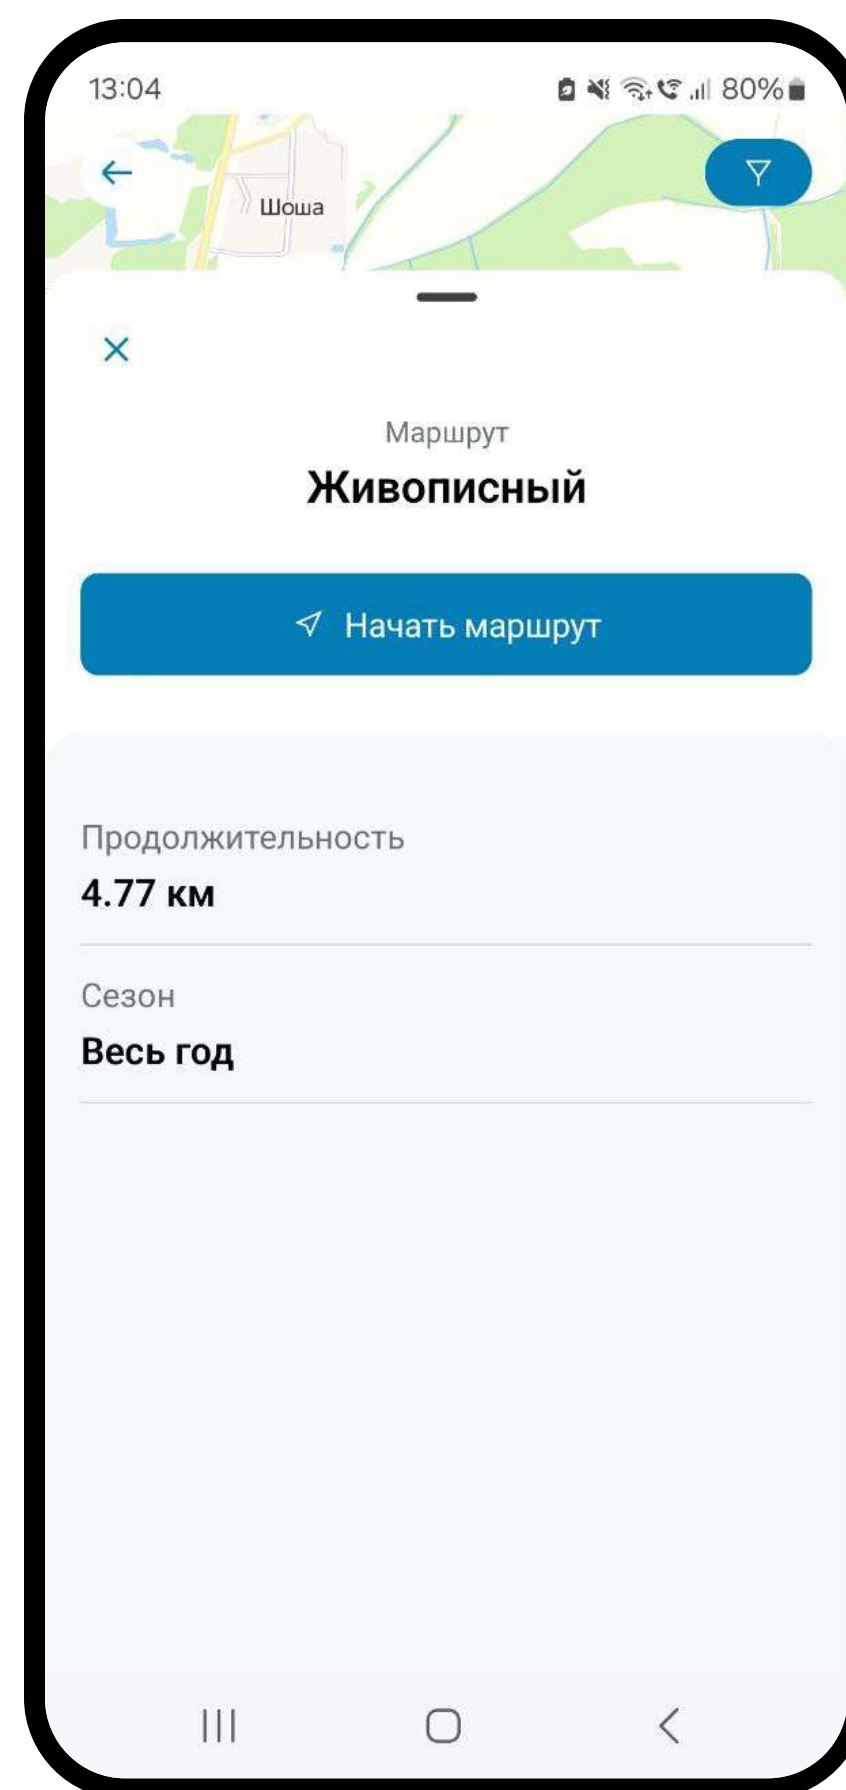 13:04
80%
Шоша
Маршрут
Живописный
Начать маршрут
Продолжительность
4.77 км
Сезон
Весь год